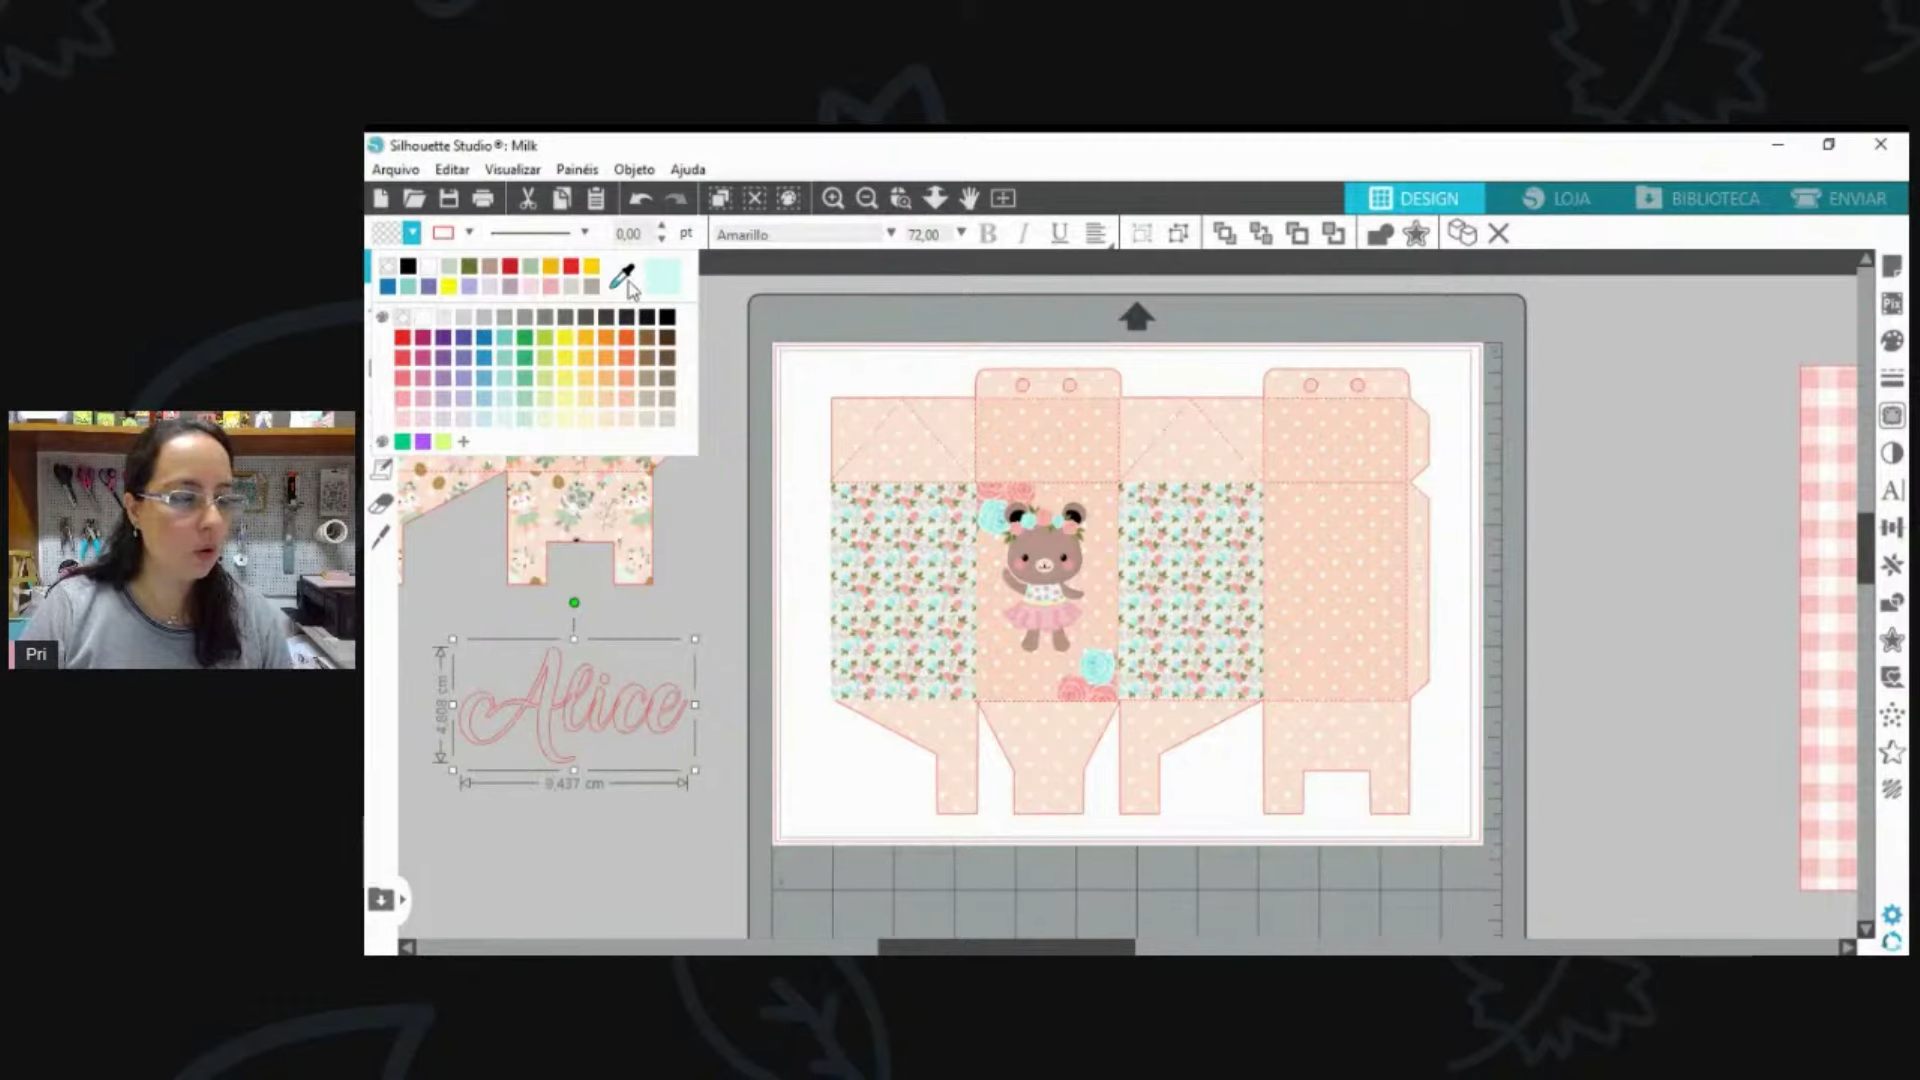 Silhouette Studio®: Milk
Arquivo Editar Visualizar Painéis Objeto Ajuda
DESIGN LOJA BIBLIOTECA ENVIAR
0,00 pt Amarillo 72,00 B I U
Pix
A
Pri
Alice
4,808 cm
9,437 cm